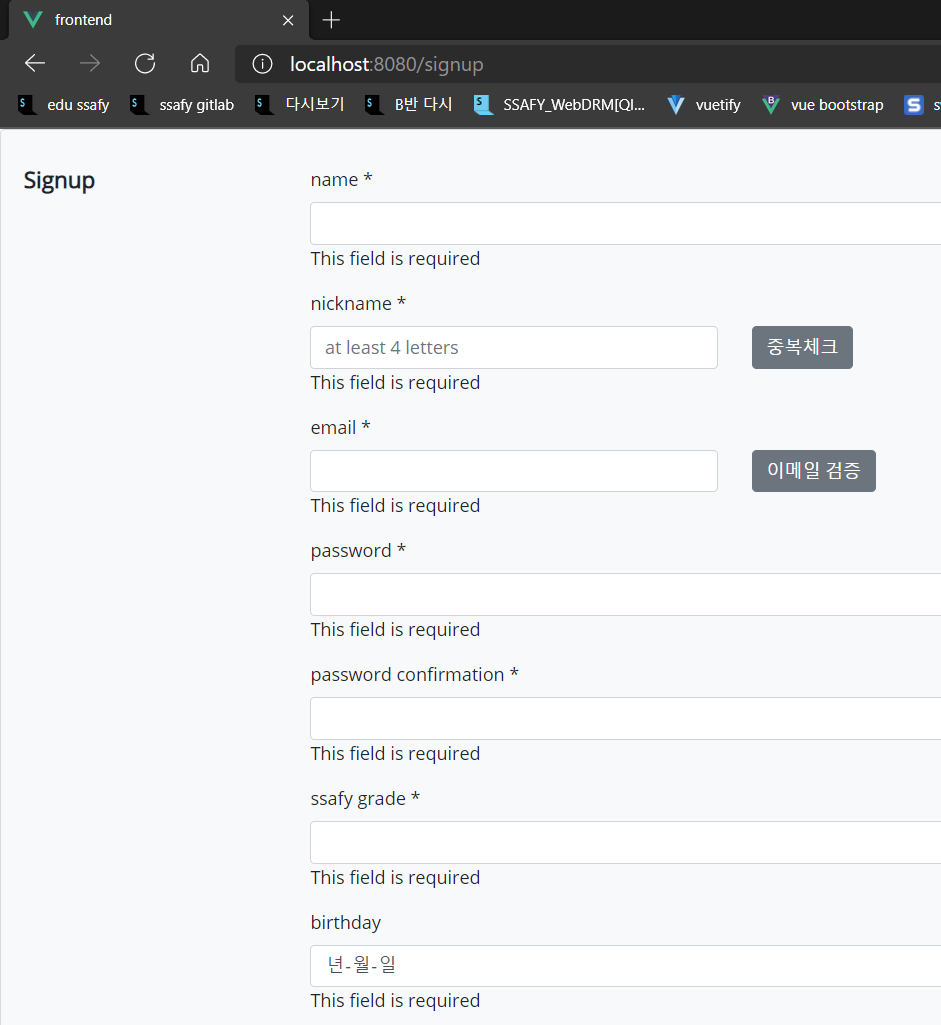 frontend
localhost:8080/signup
edu ssafy ssafy gitlab 다시보기 B반 다시 SSAFY_WebDRM[QI... vuetify vue bootstrap
Signup
name *
This field is required
nickname *
at least 4 letters 중복체크
This field is required
email *
이메일 검증
This field is required
password *
This field is required
password confirmation *
This field is required
ssafy grade *
This field is required
birthday
년-월-일
This field is required